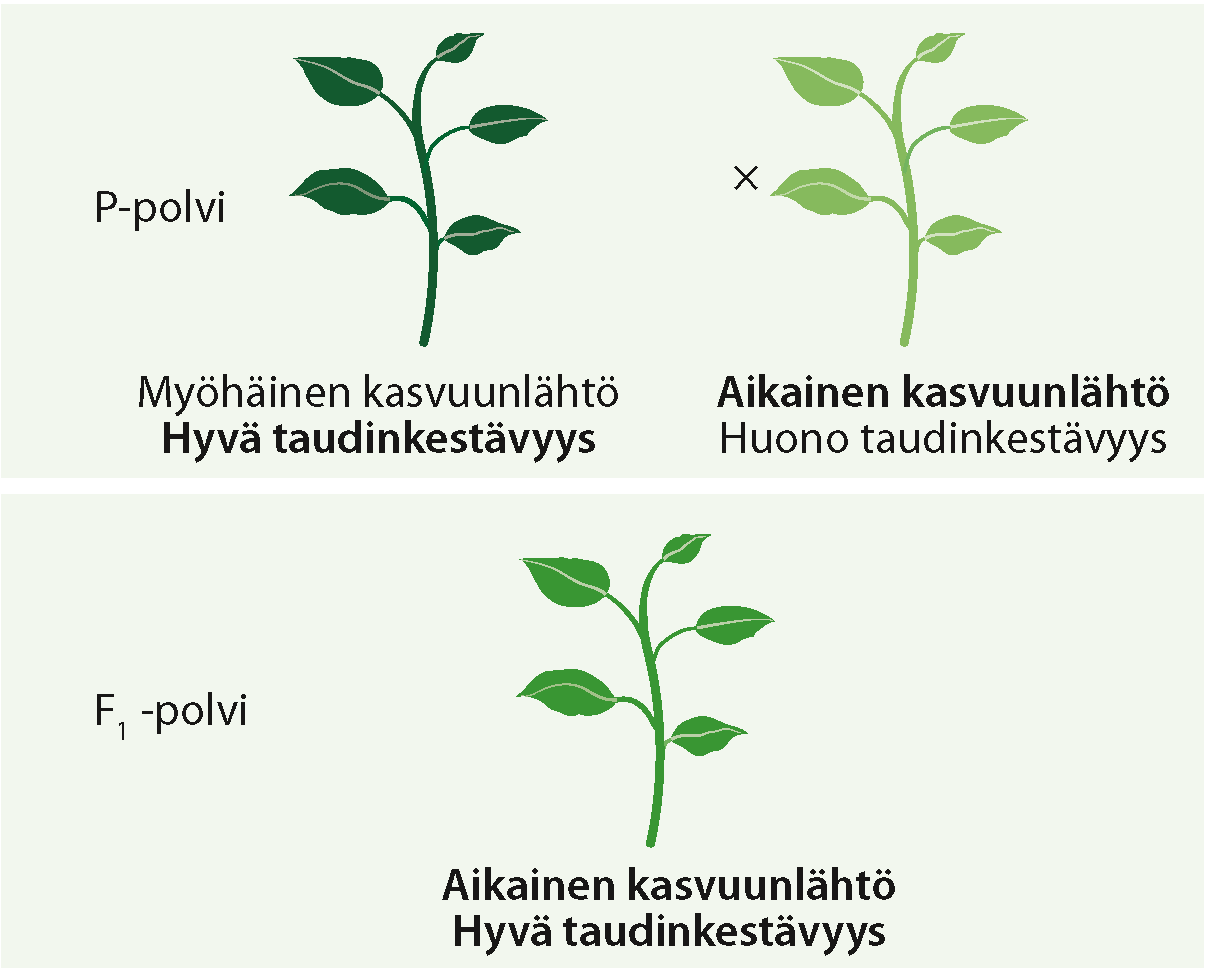 P-polvi
×
Myöhäinen kasvuunlähtö
Hyvä taudinkestävyys
Aikainen kasvuunlähtö
Huono taudinkestävyys
F₁ -polvi
Aikainen kasvuunlähtö
Hyvä taudinkestävyys